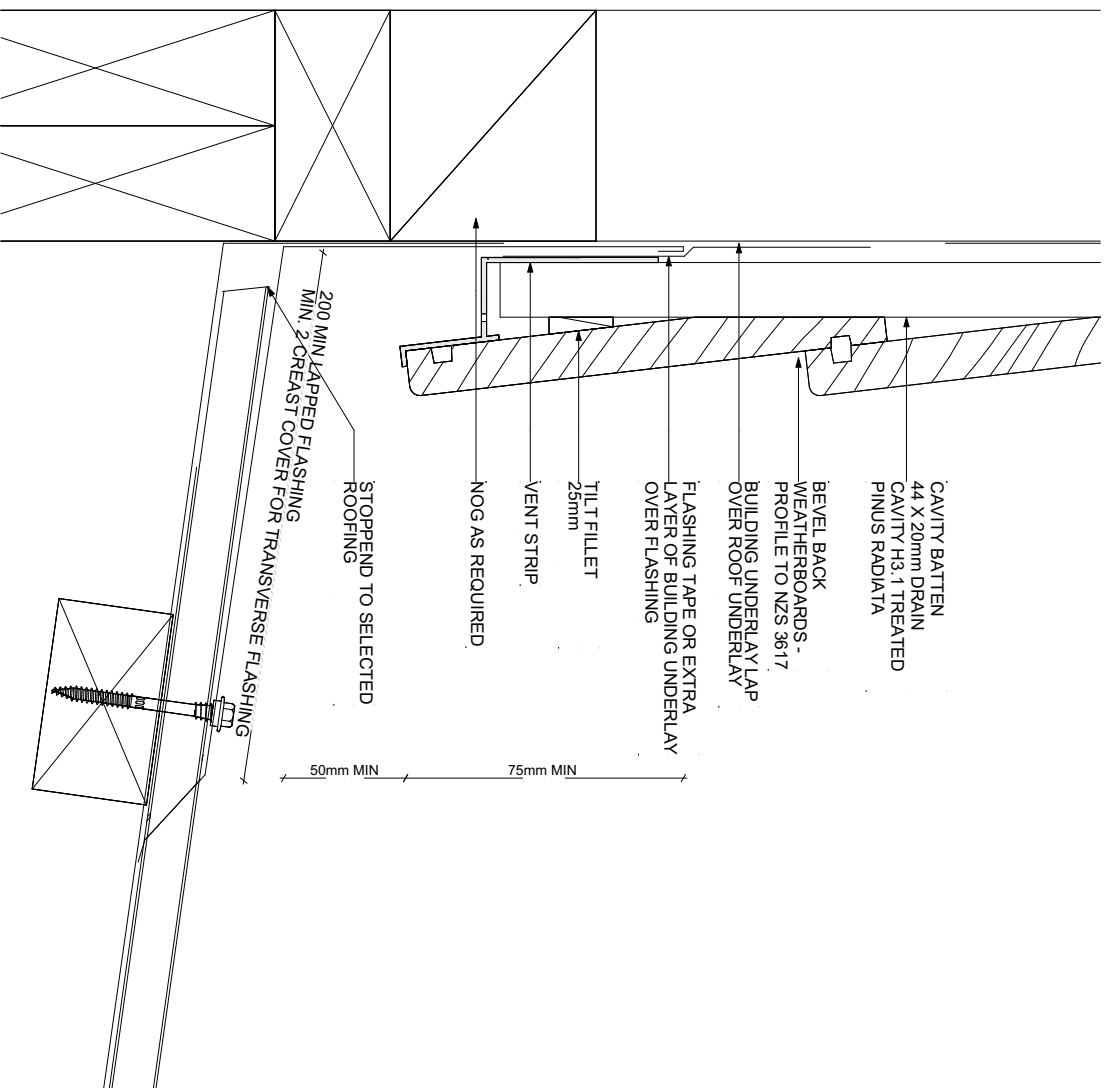 CAVITY BATTEN
44 X 20mm DRAIN
CAVITY H3.1 TREATED
PINUS RADIATA
BEVEL BACK
WEATHERBOARDS -
PROFILE TO NZS 3617
BUILDING UNDERLAY LAP
OVER ROOF UNDERLAY
FLASHING TAPE OR EXTRA
LAYER OF BUILDING UNDERLAY
OVER FLASHING
TILT FILLET
25mm
VENT STRIP
NOG AS REQUIRED
STOPPEND TO SELECTED
ROOFING
200 MIN LAPPED FLASHING
MIN. 2 CREAST COVER FOR TRANSVERSE FLASHING
50mm MIN
75mm MIN